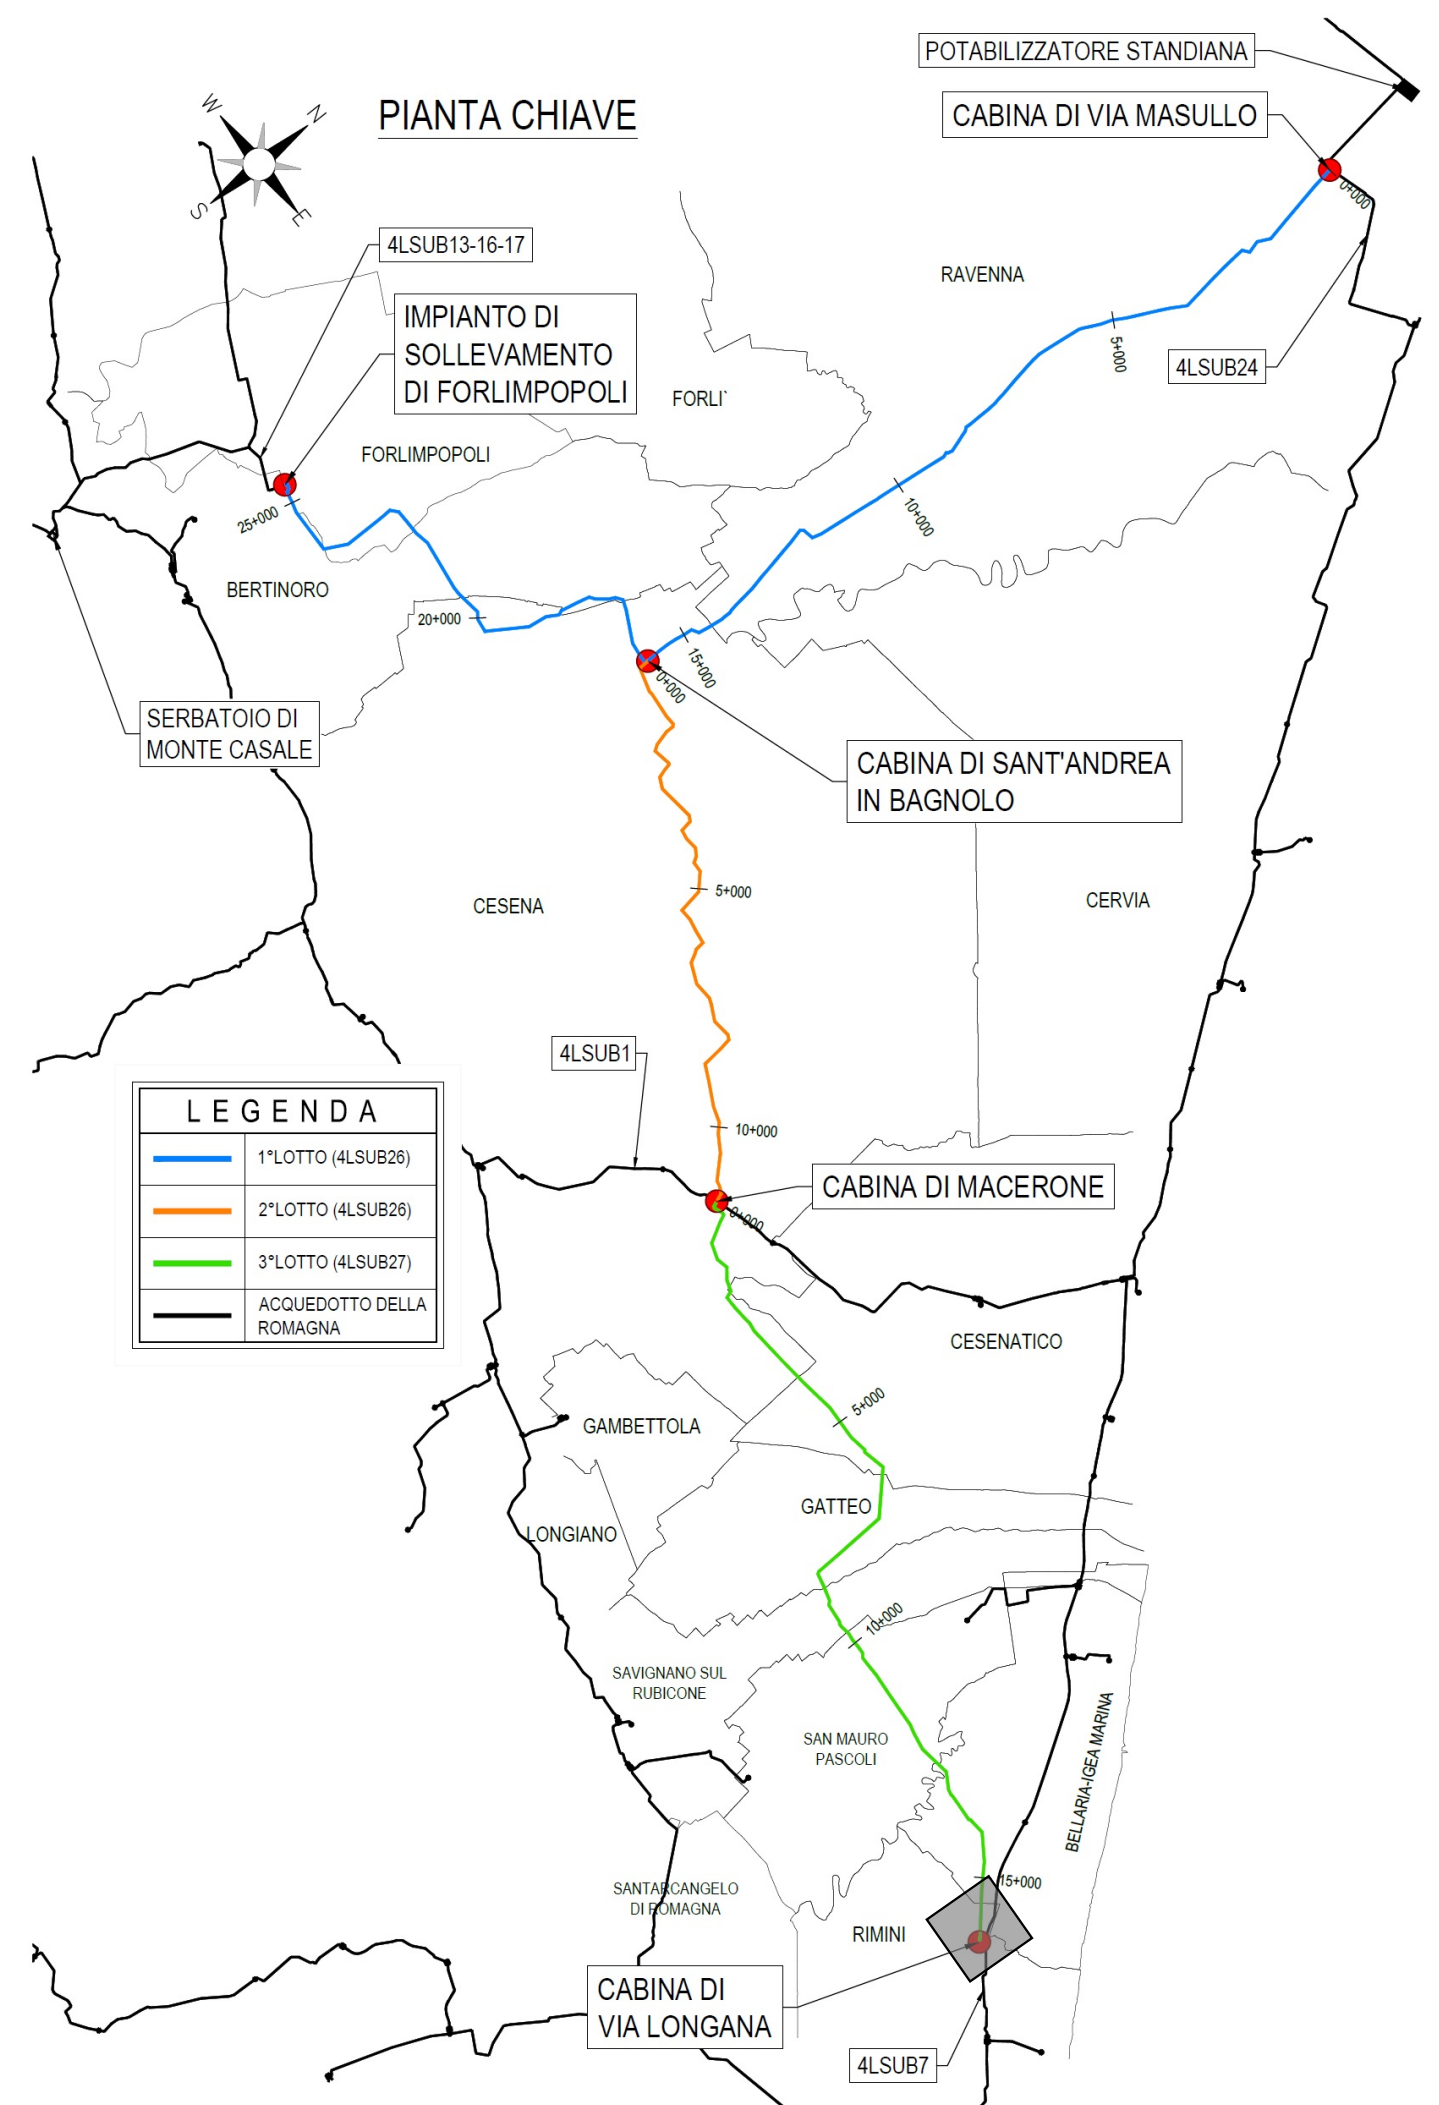 POTABILIZZATORE STANDIANA
PIANTA CHIAVE
CABINA DI VIA MASULLO
W
N
S
E
0+000
4LSUB13-16-17
RAVENNA
IMPIANTO DI
SOLLEVAMENTO
DI FORLIMPOPOLI
5+000
4LSUB24
FORLI`
FORLIMPOPOLI
25+000
10+000
BERTINORO
20+000
15+000
0+000
SERBATOIO DI
MONTE CASALE
CABINA DI SANT'ANDREA
IN BAGNOLO
5+000
CESENA
CERVIA
4LSUB1
10+000
LEGENDA
1°LOTTO (4LSUB26)
2°LOTTO (4LSUB26)
3°LOTTO (4LSUB27)
ACQUEDOTTO DELLA
ROMAGNA
CABINA DI MACERONE
0+000
CESENATICO
5+000
GAMBETTOLA
GATTEO
LONGIANO
10+000
SAVIGNANO SUL
RUBICONE
SAN MAURO
PASCOLI
BELLARIA-IGEA MARINA
15+000
SANTARCANGELO
DI ROMAGNA
RIMINI
CABINA DI
VIA LONGANA
4LSUB7